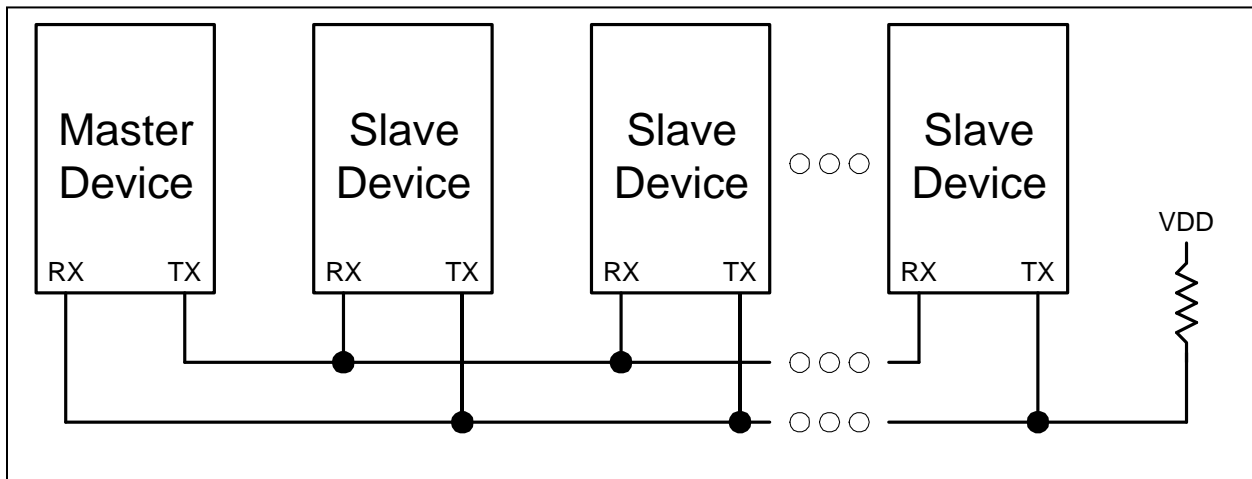 Master
Device
Slave
Device
Slave
Device
Slave
Device
VDD
RX TX
RX TX
RX TX
RX TX